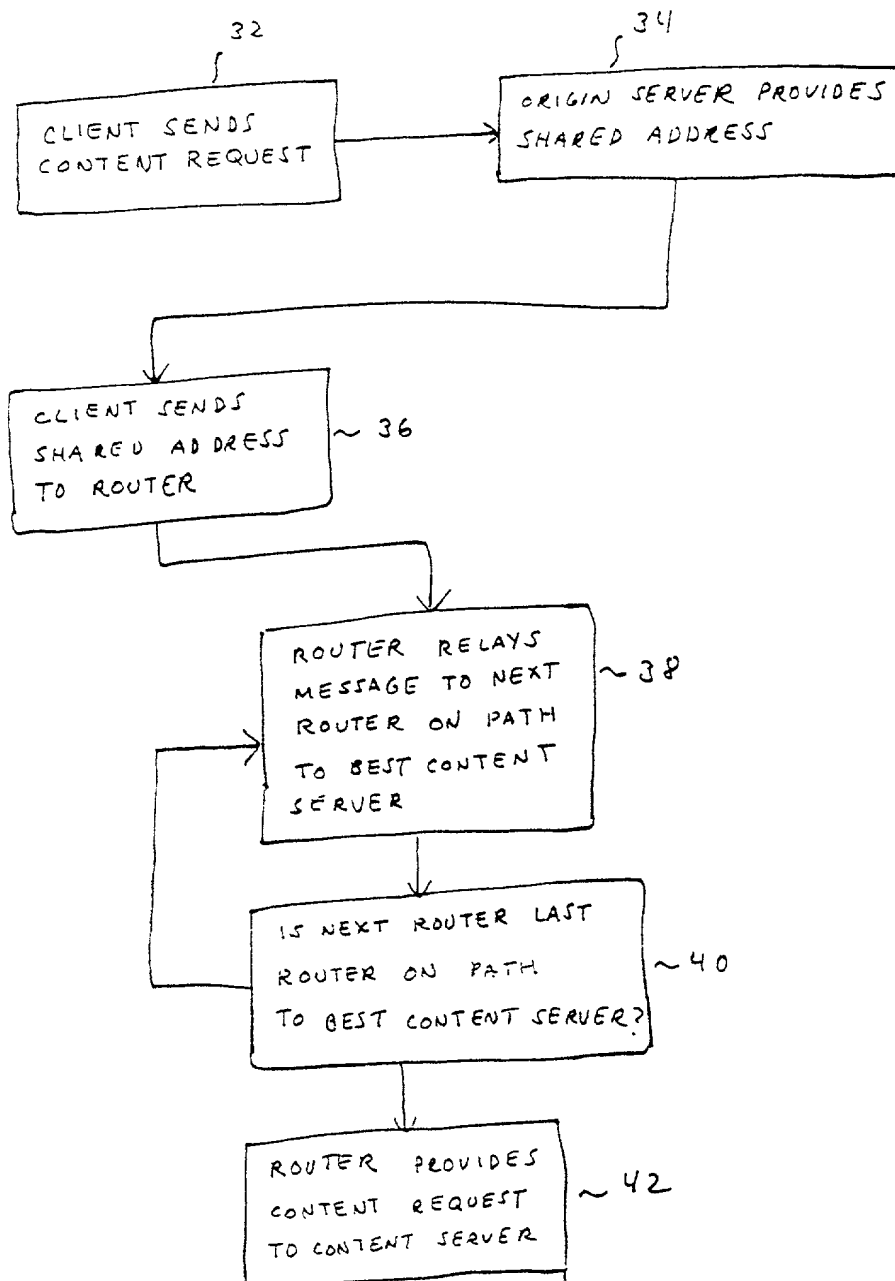 32
34
CLIENT SENDS
CONTENT REQUEST
ORIGIN SERVER PROVIDES
SHARED ADDRESS
CLIENT SENDS
SHARED ADDRESS
TO ROUTER
~ 36
ROUTER RELAYS
MESSAGE TO NEXT
ROUTER ON PATH
TO BEST CONTENT
SERVER
~ 38
IS NEXT ROUTER LAST
ROUTER ON PATH
TO BEST CONTENT SERVER?
~ 40
ROUTER PROVIDES
CONTENT REQUEST
TO CONTENT SERVER
~ 42